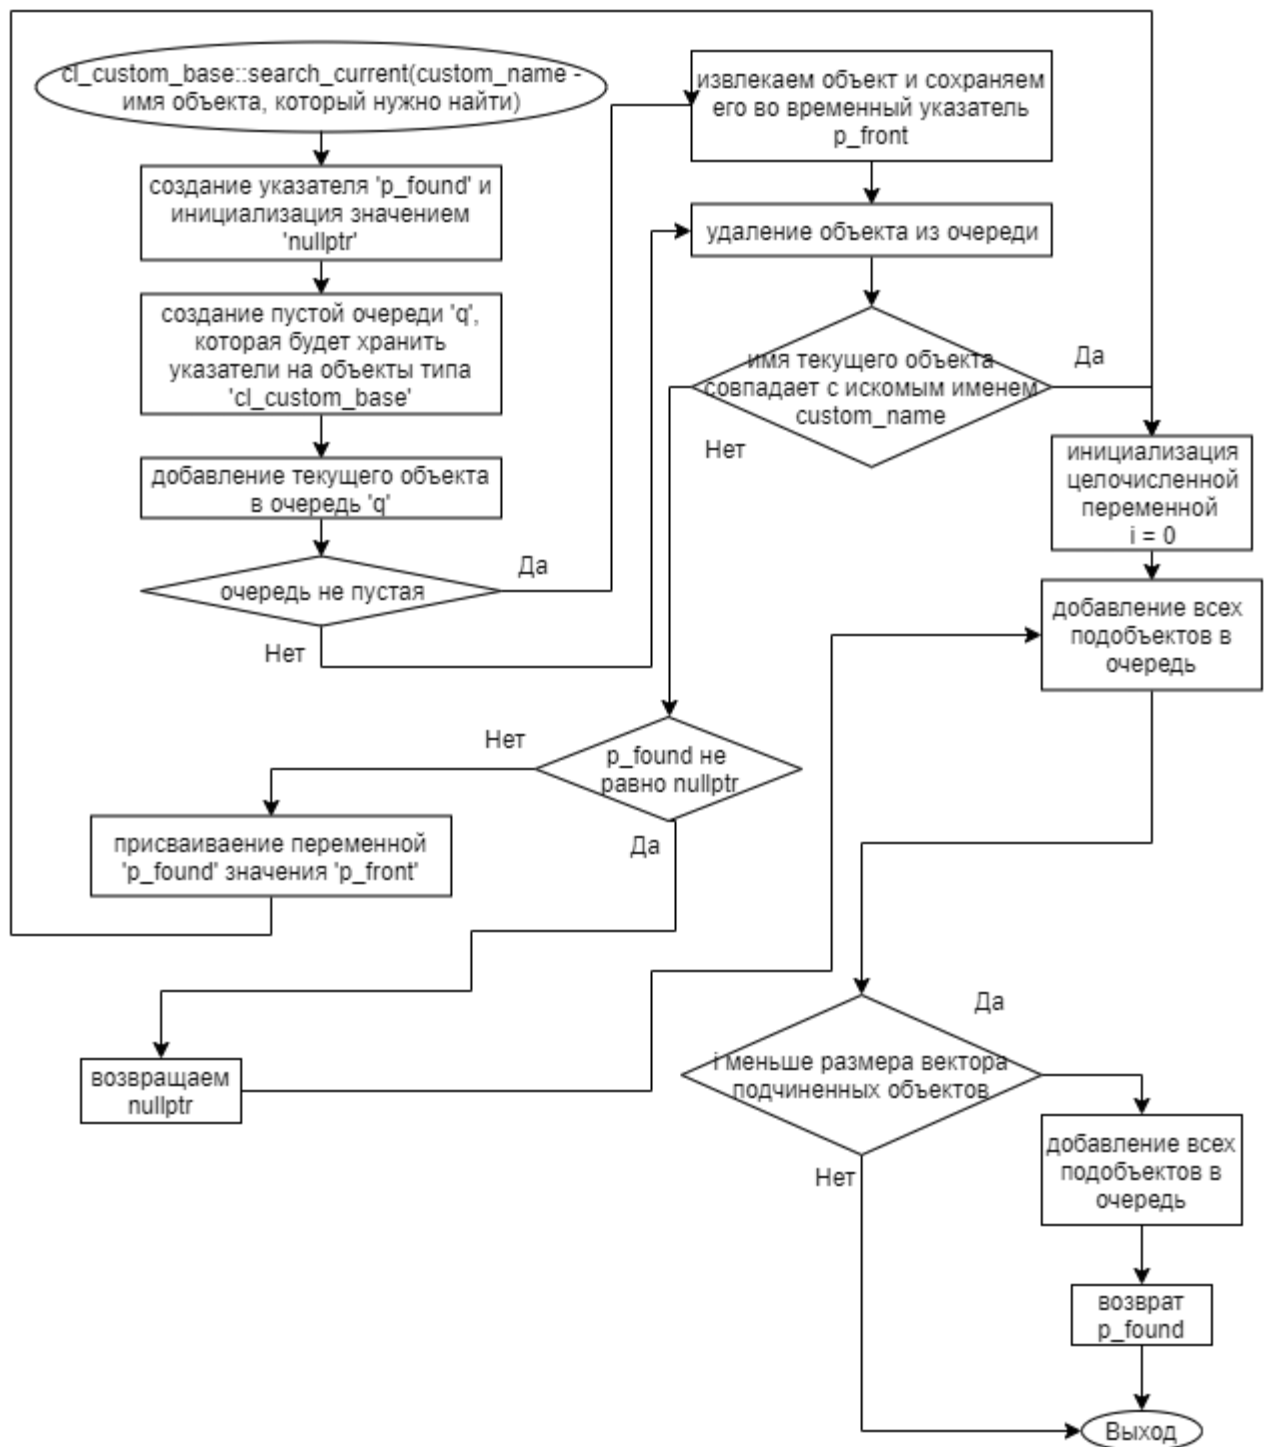 cl_custom_base::search_current(custom_name -
имя объекта, который нужно найти)
создание указателя 'p_found' и
инициализация значением
'nullptr'
создание пустой очереди 'q',
которая будет хранить
указатели на объекты типа
'cl_custom_base'
добавление текущего объекта
в очередь 'q'
очередь не пустая
Да
Нет
извлекаем объект и сохраняем
его во временный указатель
p_front
удаление объекта из очереди
имя текущего объекта
совпадает с искомым именем
custom_name
Да
Нет
инициализация
целочисленной
переменной
i = 0
добавление всех
подобъектов в
очередь
p_found не
равно nullptr
Нет
Да
присваиваение переменной
'p_found' значения 'p_front'
возвращаем
nullptr
i меньше размера вектора
подчиненных объектов
Да
Нет
добавление всех
подобъектов в
очередь
возврат
p_found
Выход